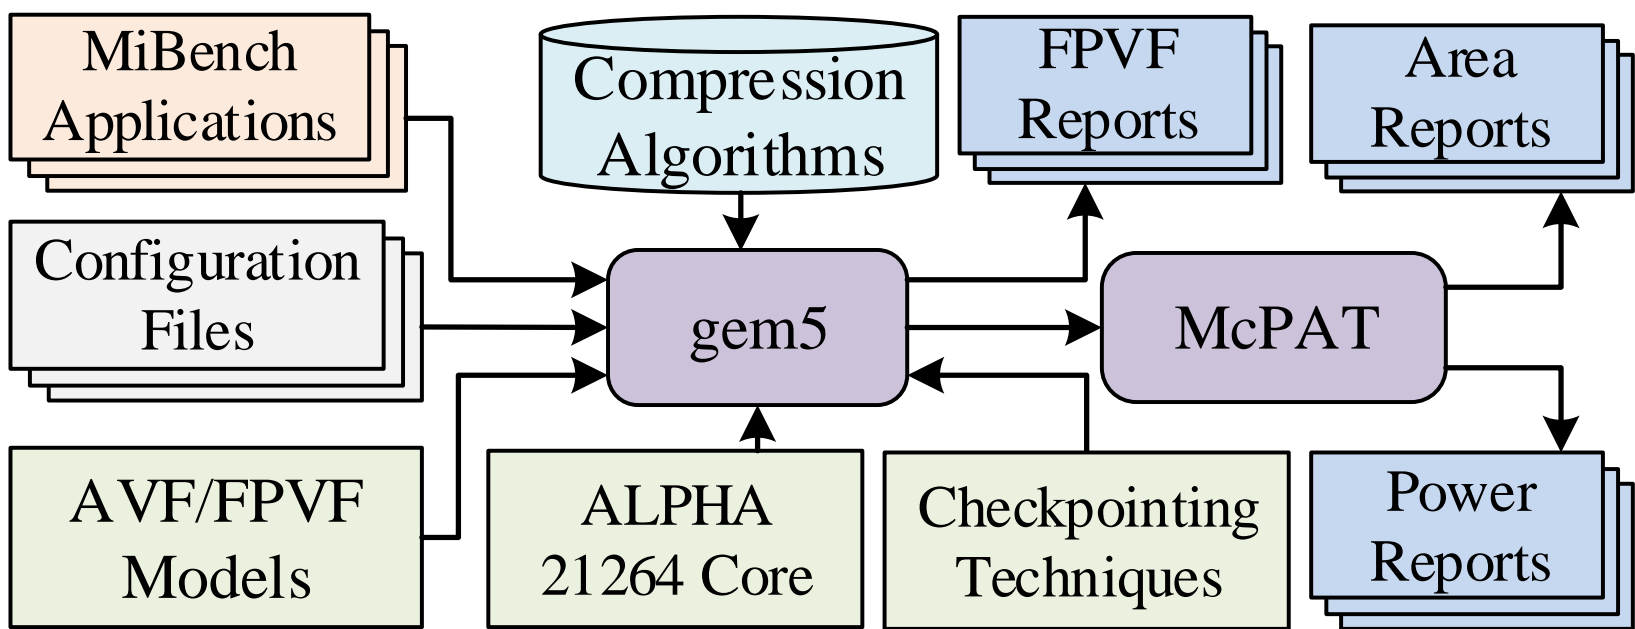 MiBench
Applications
Compression
Algorithms
FPVF
Reports
Area
Reports
Configuration
Files
gem5
McPAT
AVF/FPVF
Models
ALPHA
21264 Core
Checkpointing
Techniques
Power
Reports